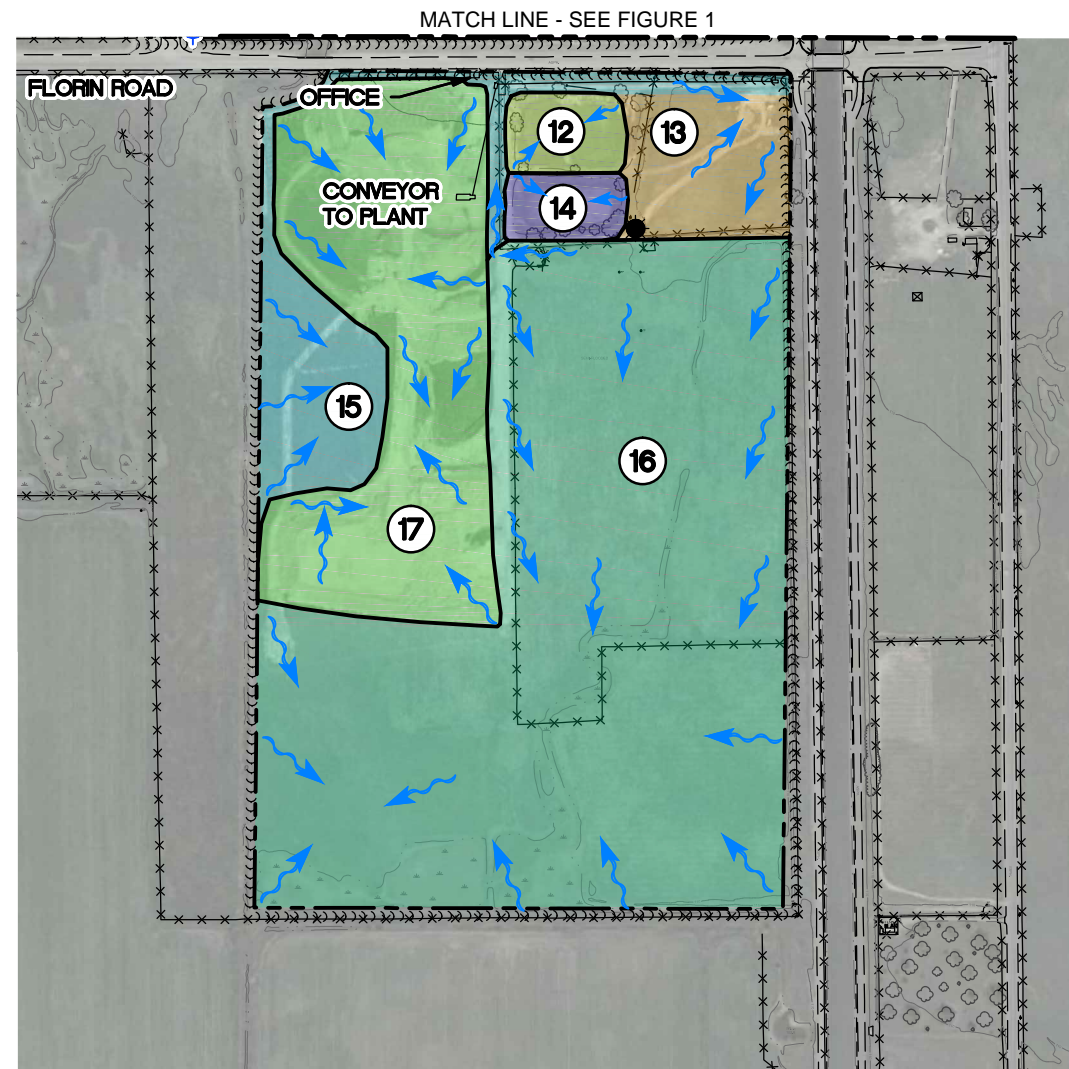 MATCH LINE - SEE FIGURE 1
FLORIN ROAD
OFFICE
12
13
CONVEYOR
TO PLANT
14
15
16
17